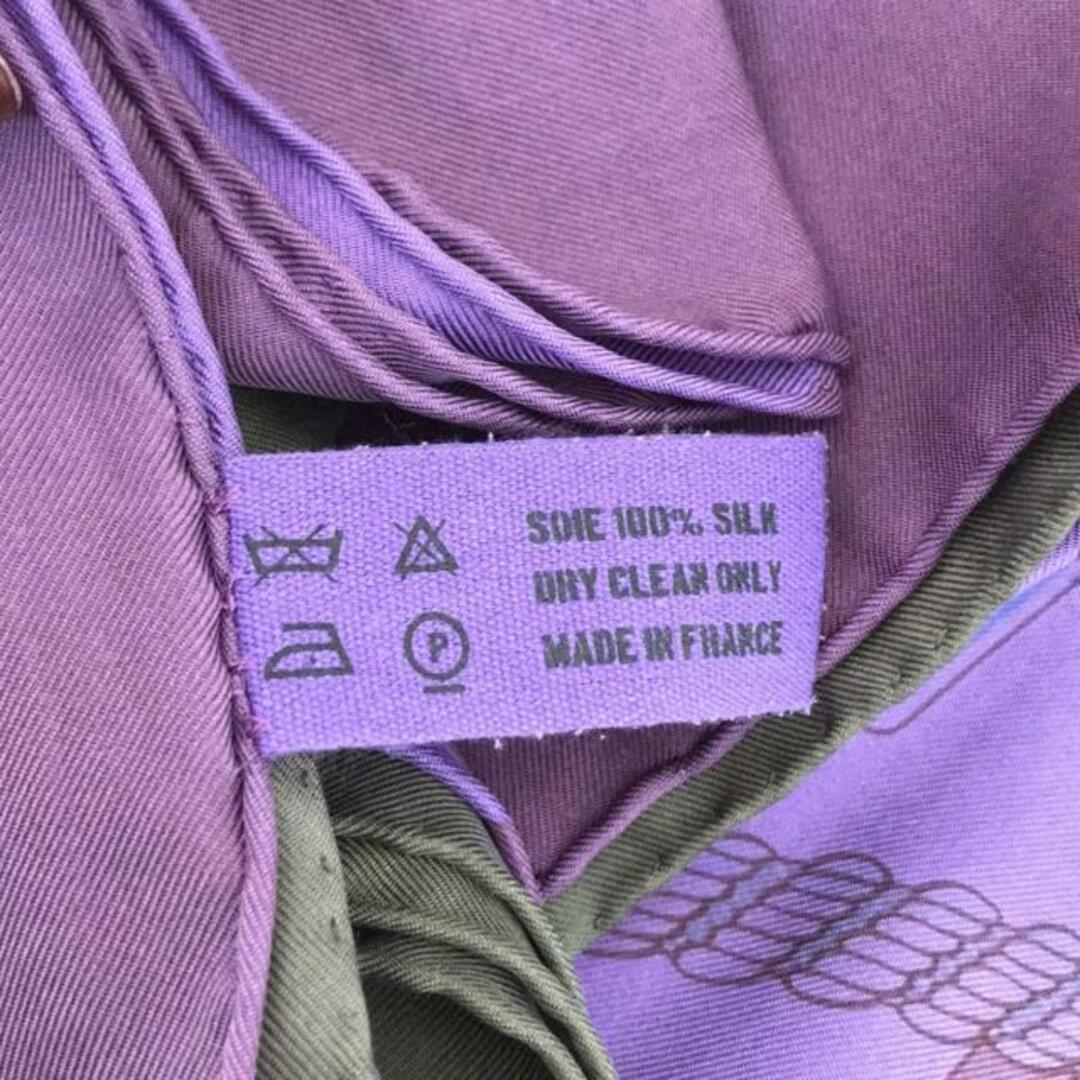 SOIE 100% SILK
DRY CLEAN ONLY
P
MADE IN FRANCE